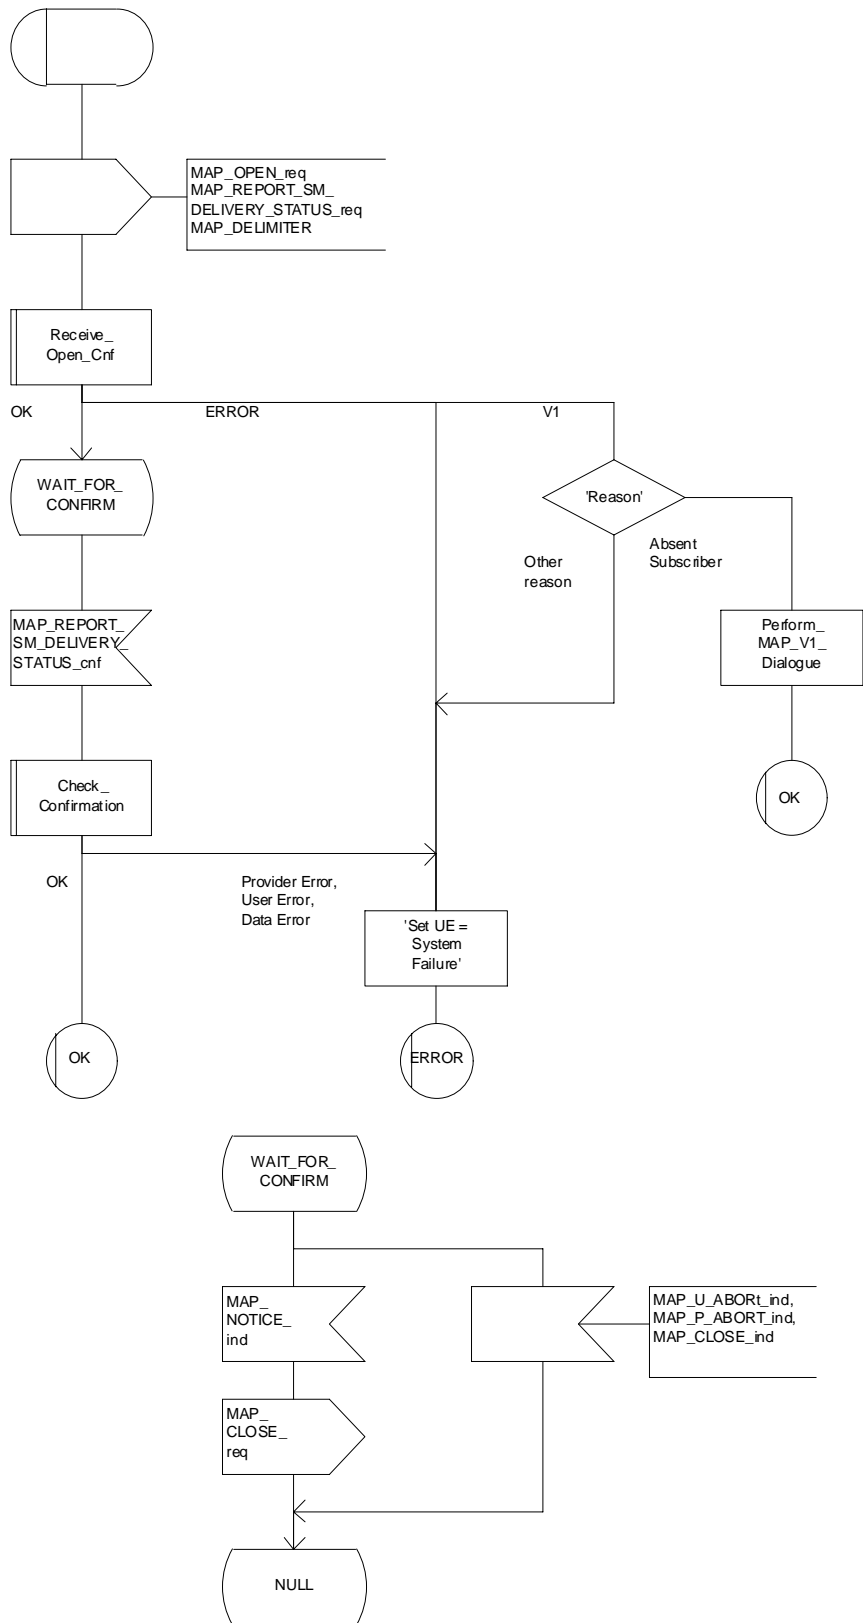 MAP_OPEN_req
MAP_REPORT_SM_
DELIVERY_STATUS_req
MAP_DELIMITER
Receive_
Open_Cnf
OK
ERROR
V1
WAIT_FOR_
CONFIRM
'Reason'
Other
reason
Absent
Subscriber
MAP_REPORT_
SM_DELIVERY_
STATUS_cnf
Perform_
MAP_V1_
Dialogue
Check_
Confirmation
OK
OK
Provider Error,
User Error,
Data Error
'Set UE =
System
Failure'
OK
ERROR
WAIT_FOR_
CONFIRM
MAP_
NOTICE_
ind
MAP_U_ABORt_ind,
MAP_P_ABORT_ind,
MAP_CLOSE_ind
MAP_
CLOSE_
req
NULL